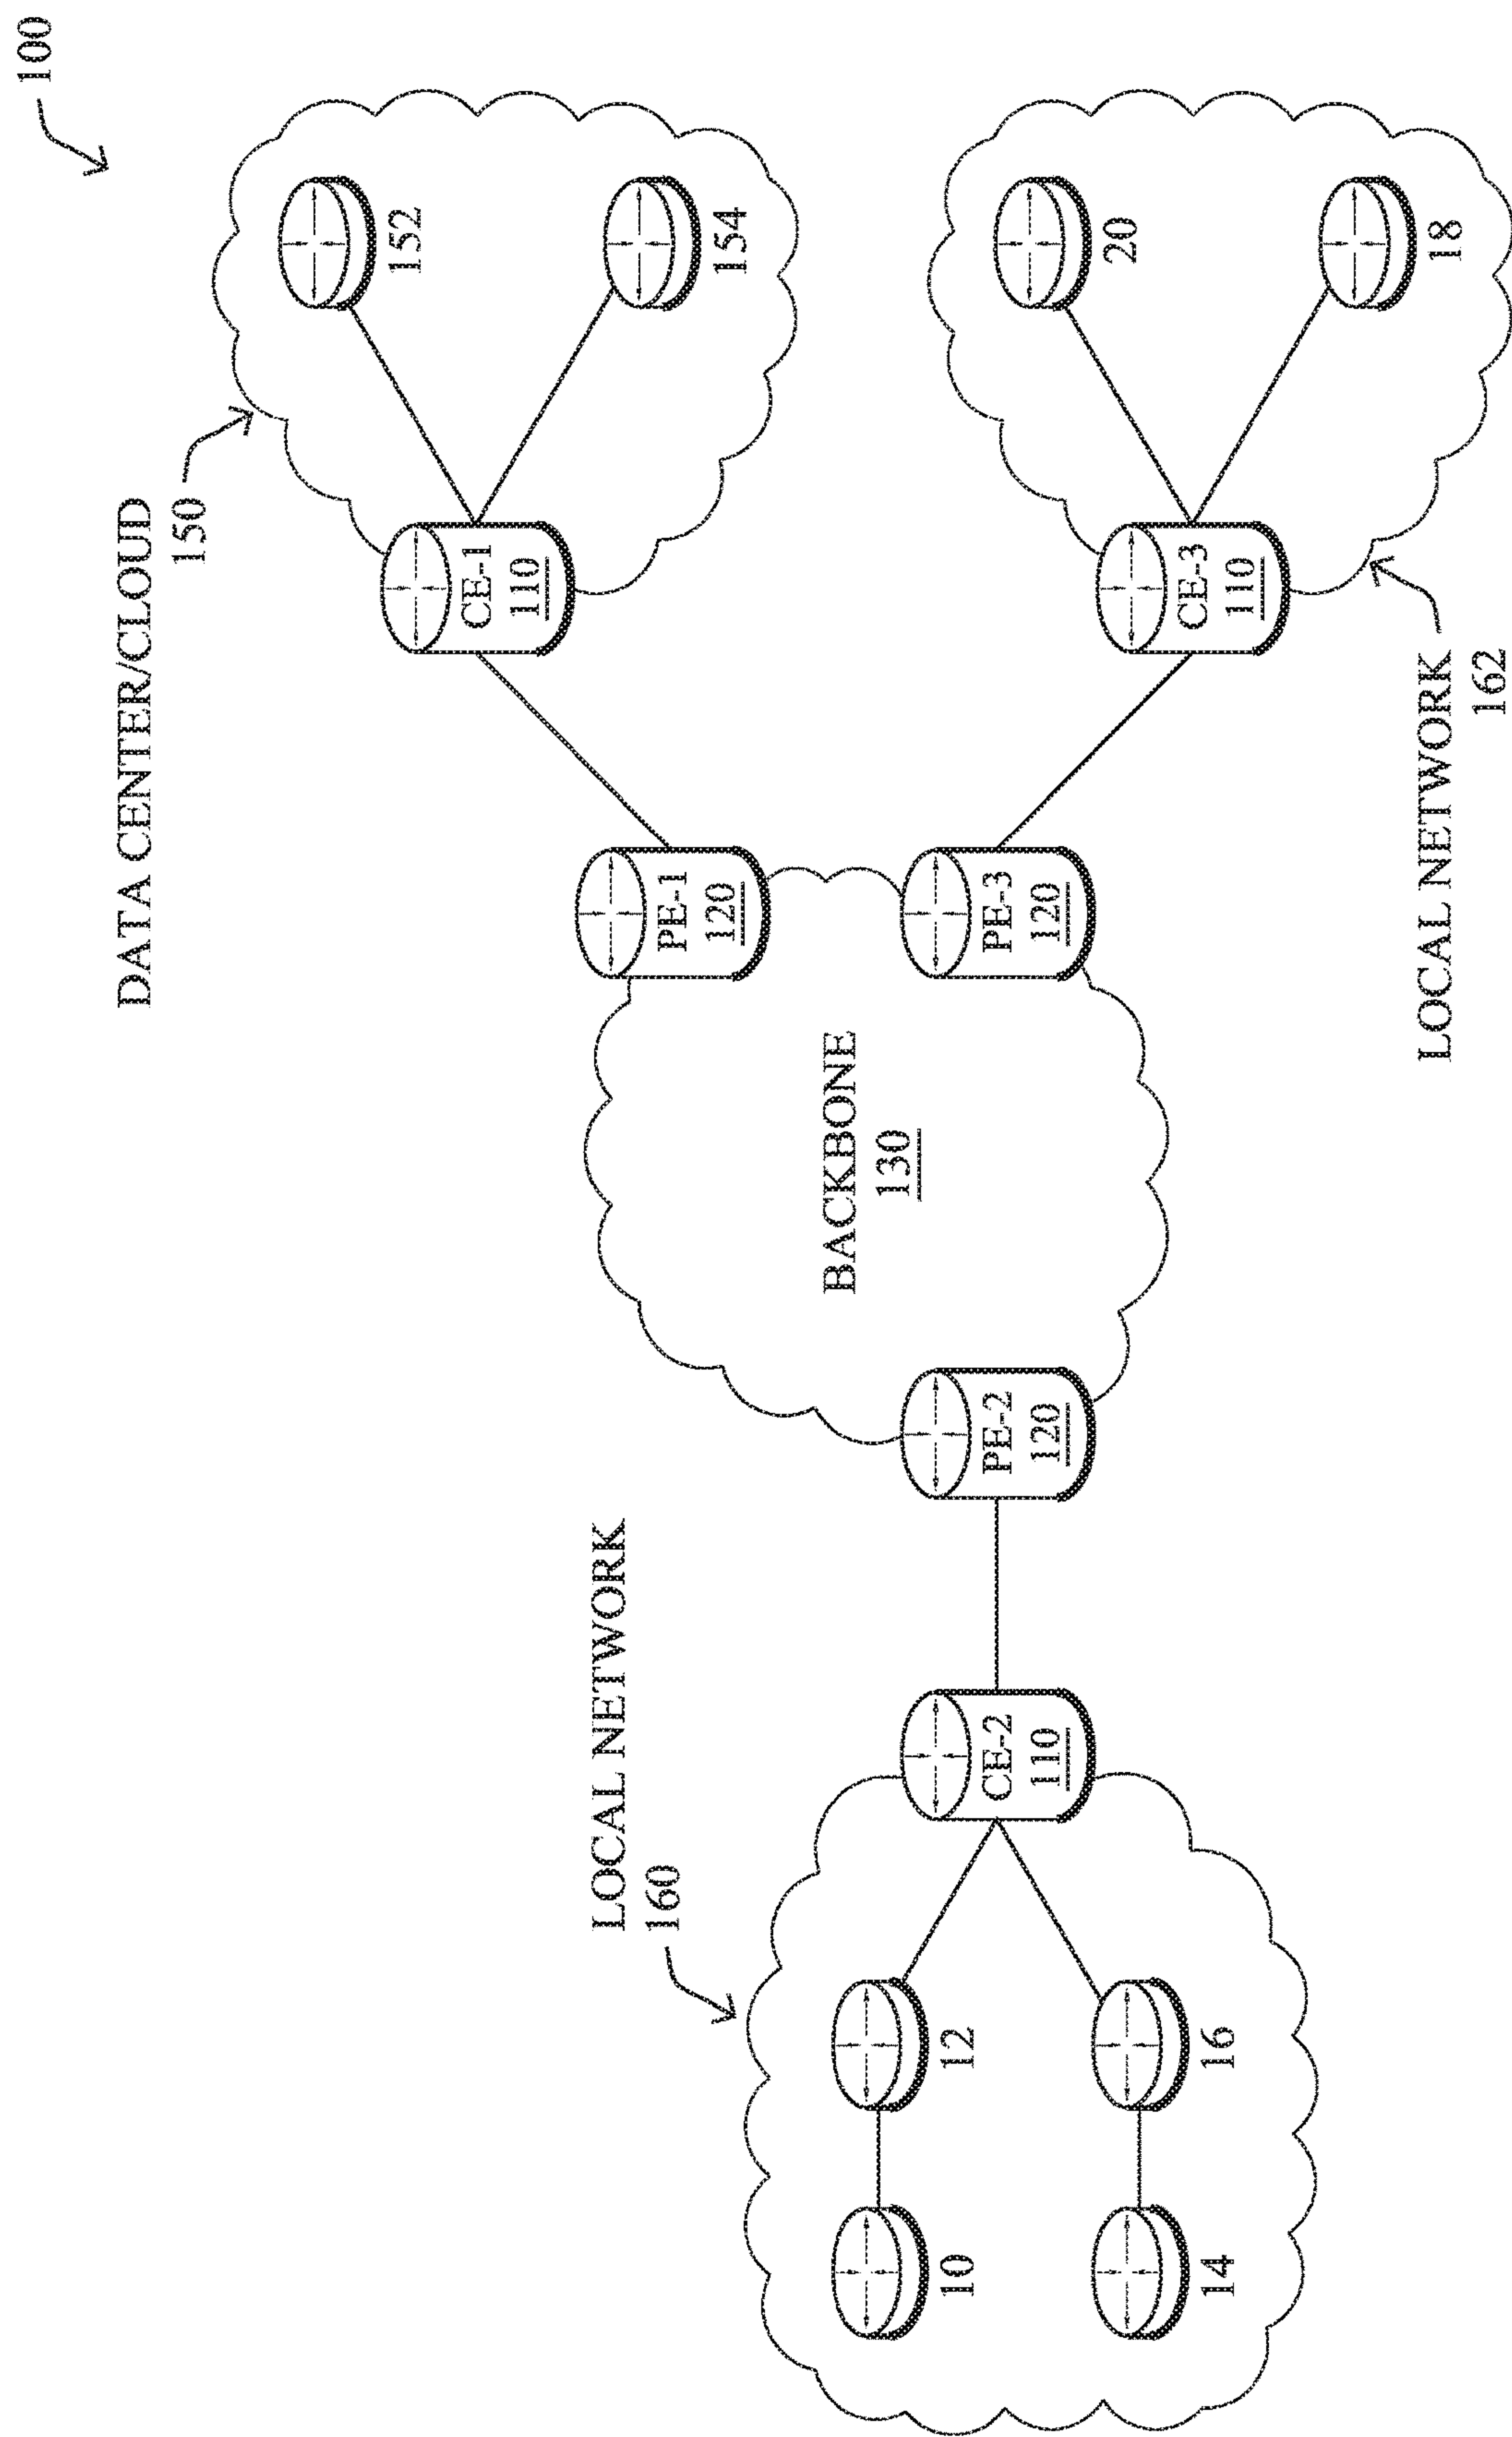 100
DATA CENTER/CLOUD
150
152
154
CE-1
110
PE-1
120
BACKBONE
130
PE-3
120
CE-3
110
20
18
LOCAL NETWORK
162
LOCAL NETWORK
160
PE-2
120
CE-2
110
12
10
16
14